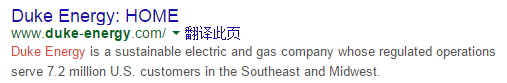 Duke Energy: HOME
www.duke-energy.com/ 翻译此页
Duke Energy is a sustainable electric and gas company whose regulated operations
serve 7.2 million U.S. customers in the Southeast and Midwest.